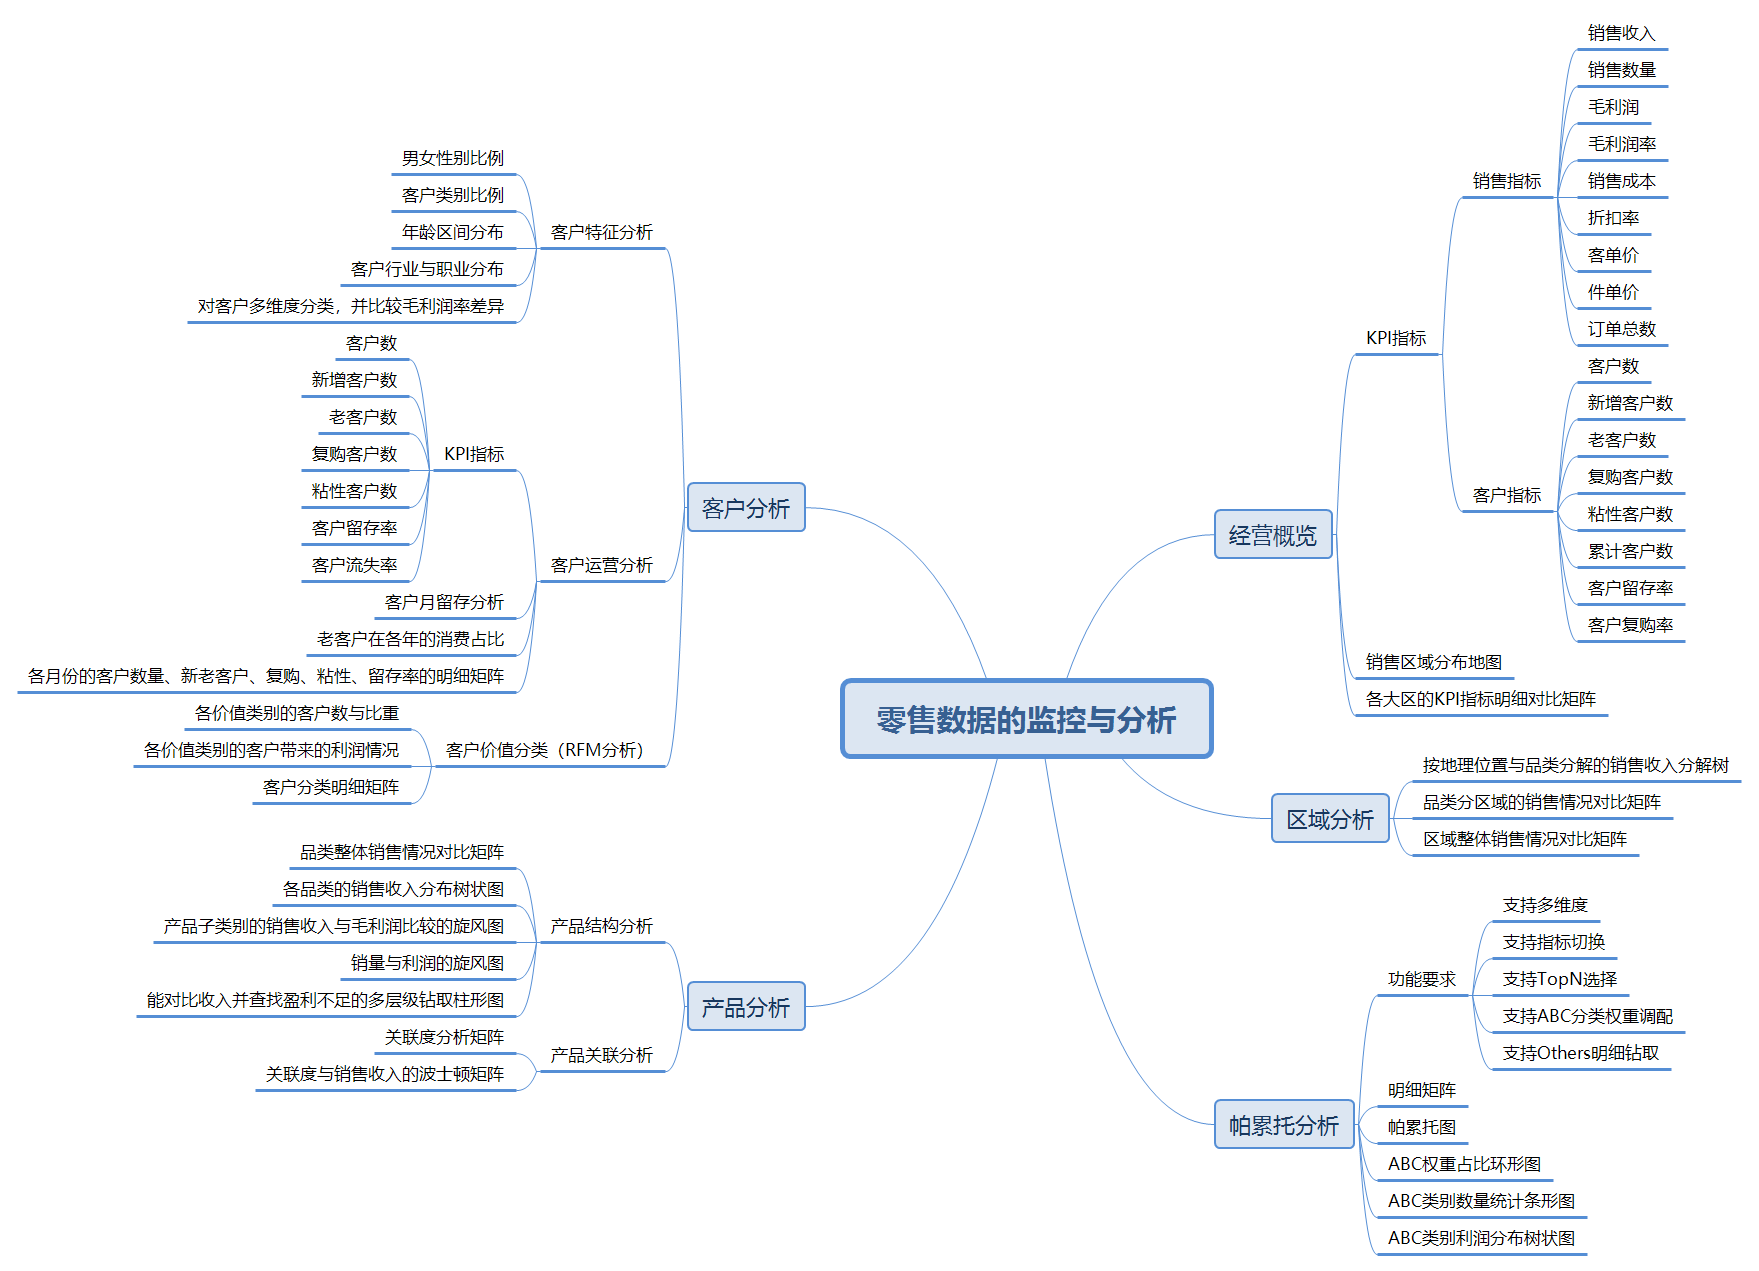 零售数据的监控与分析
经营概览
KPI指标
销售指标
销售收入
销售数量
毛利润
毛利润率
销售成本
折扣率
客单价
件单价
订单总数
客户指标
客户数
新增客户数
老客户数
复购客户数
粘性客户数
累计客户数
客户留存率
客户复购率
销售区域分布地图
各大区的KPI指标明细对比矩阵
区域分析
按地理位置与品类分解的销售收入分解树
品类分区域的销售情况对比矩阵
区域整体销售情况对比矩阵
帕累托分析
功能要求
支持多维度
支持指标切换
支持TopN选择
支持ABC分类权重调配
支持Others明细钻取
明细矩阵
帕累托图
ABC权重占比环形图
ABC类别数量统计条形图
ABC类别利润分布树状图
客户分析
客户特征分析
男女性别比例
客户类别比例
年龄区间分布
客户行业与职业分布
对客户多维度分类，并比较毛利润率差异
客户运营分析
KPI指标
客户数
新增客户数
老客户数
复购客户数
粘性客户数
客户留存率
客户流失率
客户月留存分析
老客户在各年的消费占比
各月份的客户数量、新老客户、复购、粘性、留存率的明细矩阵
客户价值分类（RFM分析）
各价值类别的客户数与比重
各价值类别的客户带来的利润情况
客户分类明细矩阵
产品分析
产品结构分析
品类整体销售情况对比矩阵
各品类的销售收入分布树状图
产品子类别的销售收入与毛利润比较的旋风图
销量与利润的旋风图
能对比收入并查找盈利不足的多层级钻取柱形图
产品关联分析
关联度分析矩阵
关联度与销售收入的波士顿矩阵